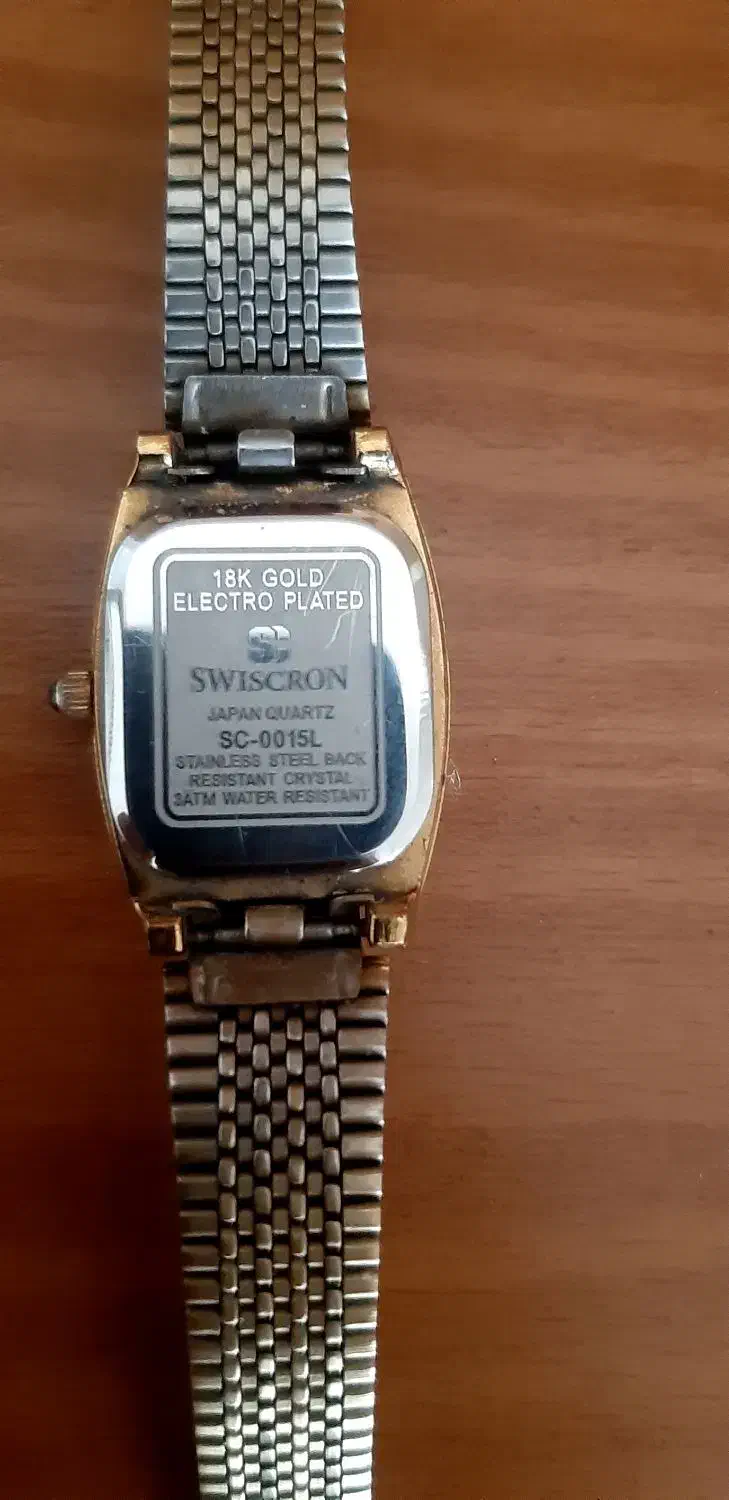 18K GOLD
ELECTRO PLATED
SC
SWISCRON
JAPAN QUARTZ
SC-0015L
STAINLESS STEEL BACK
RESISTANT CRYSTAL
3ATM WATER RESISTANT